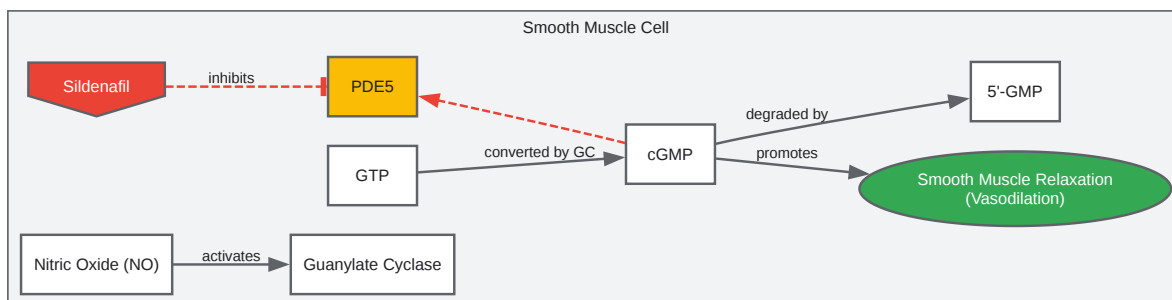 Smooth Muscle Cell
Sildenafil
inhibits
PDE5
5'-GMP
degraded by
GTP
converted by GC
cGMP
promotes
Smooth Muscle Relaxation
(Vasodilation)
Nitric Oxide (NO)
activates
Guanylate Cyclase